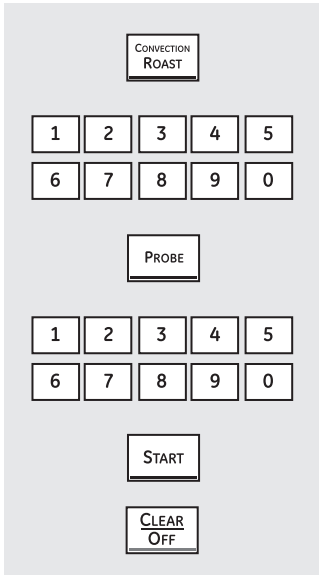 CONVECTION
ROAST
1 2 3 4 5
6 7 8 9 0
PROBE
1 2 3 4 5
6 7 8 9 0
START
CLEAR
OFF